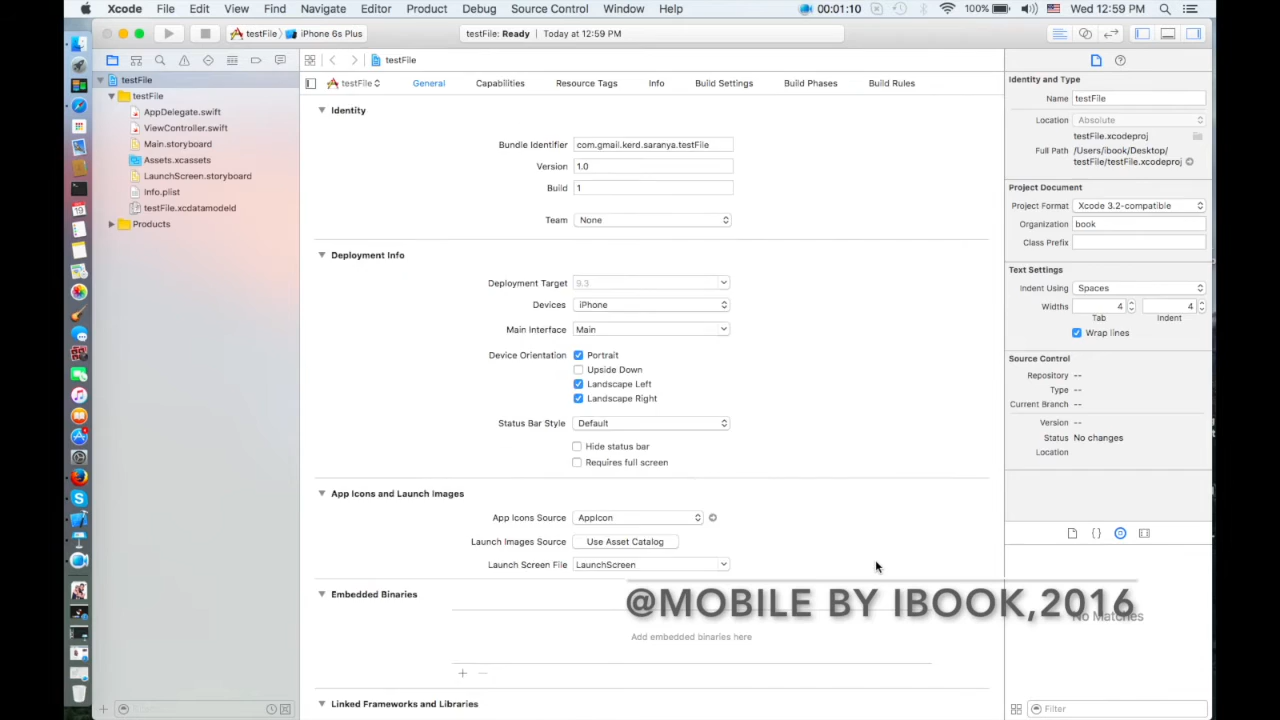 Xcode File Edit View Find Navigate Editor Product Debug Source Control Window Help 00:01:10 100% Wed 12:59 PM
testFile iPhone 6s Plus testFile: Ready Today at 12:59 PM
testFile
testFile
AppDelegate.swift
ViewController.swift
Main.storyboard
Assets.xcassets
LaunchScreen.storyboard
Info.plist
testFile.xcdatamodeld
Products
testFile
testFile General Capabilities Resource Tags Info Build Settings Build Phases Build Rules
Identity
Bundle Identifier com.gmail.kerd.saranya.testFile
Version 1.0
Build 1
Team None
Deployment Info
Deployment Target 9.3
Devices iPhone
Main Interface Main
Device Orientation Portrait
Upside Down
Landscape Left
Landscape Right
Status Bar Style Default
Hide status bar
Requires full screen
App Icons and Launch Images
App Icons Source AppIcon
Launch Images Source Use Asset Catalog
Launch Screen File LaunchScreen
Embedded Binaries
Add embedded binaries here
Linked Frameworks and Libraries
Identity and Type
Name testFile
Location Absolute
testFile.xcodeproj
Full Path /Users/ibook/Desktop/
testFile/testFile.xcodeproj
Project Document
Project Format Xcode 3.2-compatible
Organization book
Class Prefix
Text Settings
Indent Using Spaces
Widths 4 4
Tab Indent
Wrap lines
Source Control
Repository --
Type --
Current Branch --
Version --
Status No changes
Location
@MOBILE BY IBOOK,2016
No Matches
Filter